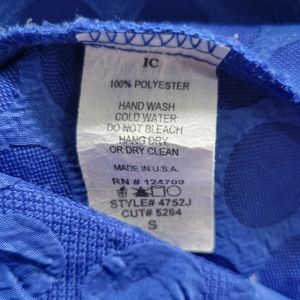 IC
100% POLYESTER
HAND WASH
COLD WATER
DO NOT BLEACH
HANG DRY
OR DRY CLEAN
MADE IN U.S.A.
RN # 124709
STYLE# 4752J
CUT# 5284
S